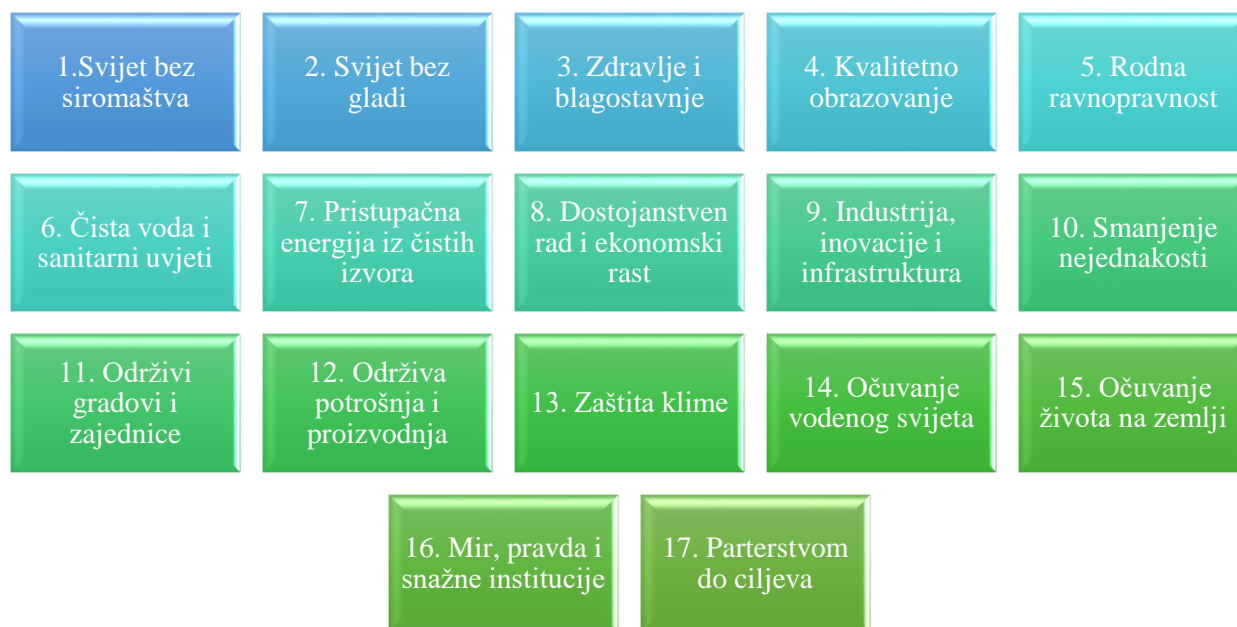 1.Svijet bez
siromaštva
2. Svijet bez
gladi
3. Zdravlje i
blagostavnje
4. Kvalitetno
obrazovanje
5. Rodna
ravnopravnost
6. Čista voda i
sanitarni uvjeti
7. Pristupačna
energija iz čistih
izvora
8. Dostojanstven
rad i ekonomski
rast
9. Industrija,
inovacije i
infrastruktura
10. Smanjenje
nejednakosti
11. Održivi
gradovi i
zajednice
12. Održiva
potrošnja i
proizvodnja
13. Zaštita klime
14. Očuvanje
vodenog svijeta
15. Očuvanje
života na zemlji
16. Mir, pravda i
snažne institucije
17. Parterstvom
do ciljeva